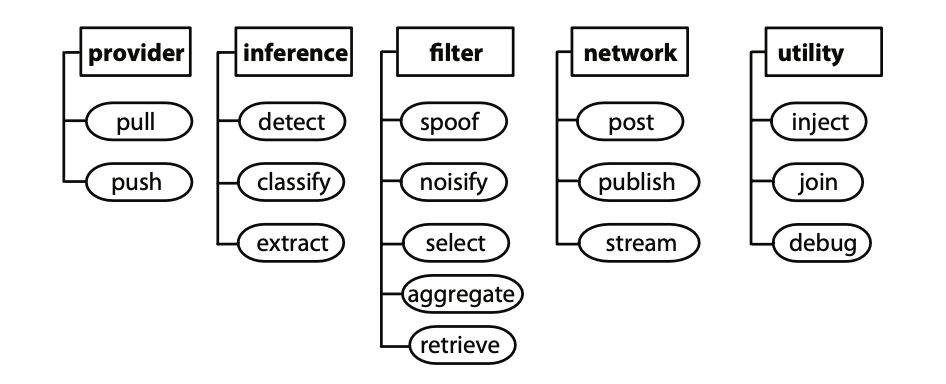 provider
pull
push
inference
detect
classify
extract
filter
spoof
noisify
select
aggregate
retrieve
network
post
publish
stream
utility
inject
join
debug